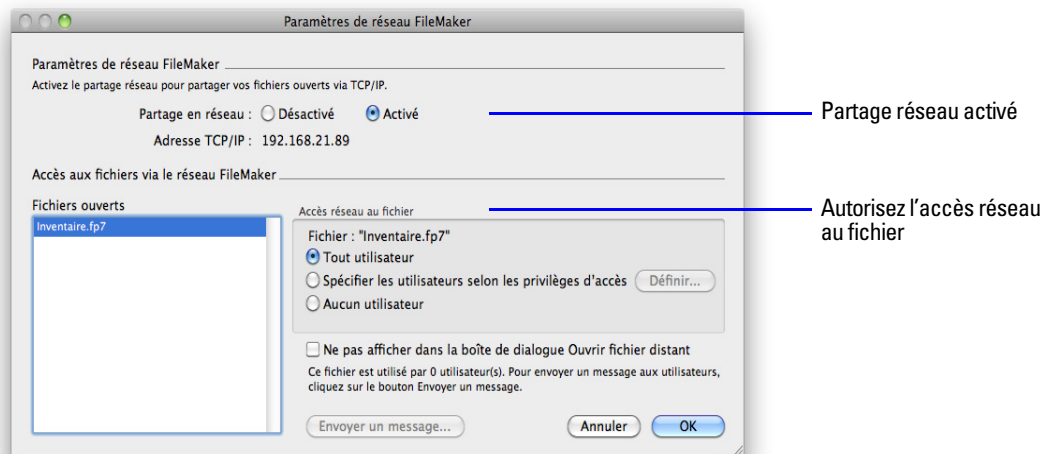 Paramètres de réseau FileMaker
Paramètres de réseau FileMaker
Activez le partage réseau pour partager vos fichiers ouverts via TCP/IP.
Partage en réseau : Désactivé Activé
Adresse TCP/IP : 192.168.21.89
Partage réseau activé
Accès aux fichiers via le réseau FileMaker
Fichiers ouverts
Inventaire.fp7
Accès réseau au fichier
Fichier : "Inventaire.fp7"
Tout utilisateur
Spécifier les utilisateurs selon les privilèges d'accès Définir...
Aucun utilisateur
Autorisez l’accès réseau
au fichier
Ne pas afficher dans la boîte de dialogue Ouvrir fichier distant
Ce fichier est utilisé par 0 utilisateur(s). Pour envoyer un message aux utilisateurs,
cliquez sur le bouton Envoyer un message.
Envoyer un message... Annuler OK